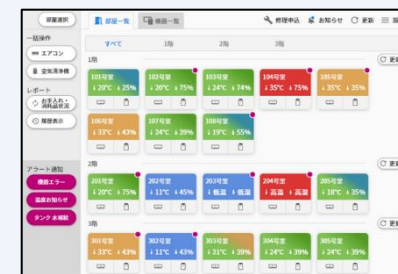 部屋選択
部屋一覧
機器一覧
修理申込
お知らせ
更新
一括操作
エアコン
空気清浄機
レポート
お手入れ・
消耗品状況
履歴表示
アラート通知
機器エラー
温度お知らせ
タンク水補給
すべて
1階
2階
3階
1階
更新
101号室
20℃ 25%
102号室
20℃ 75%
103号室
24℃ 74%
104号室
35℃ 75%
105号室
35℃ 35%
106号室
33℃ 43%
107号室
24℃ 39%
108号室
19℃ 55%
2階
更新
201号室
20℃ 75%
202号室
11℃ 45%
203号室
低温 低湿
204号室
高温 高湿
205号室
18℃ 35%
3階
更新
301号室
33℃ 43%
302号室
11℃ 43%
303号室
31℃ 39%
304号室
24℃ 39%
305号室
24℃ 39%